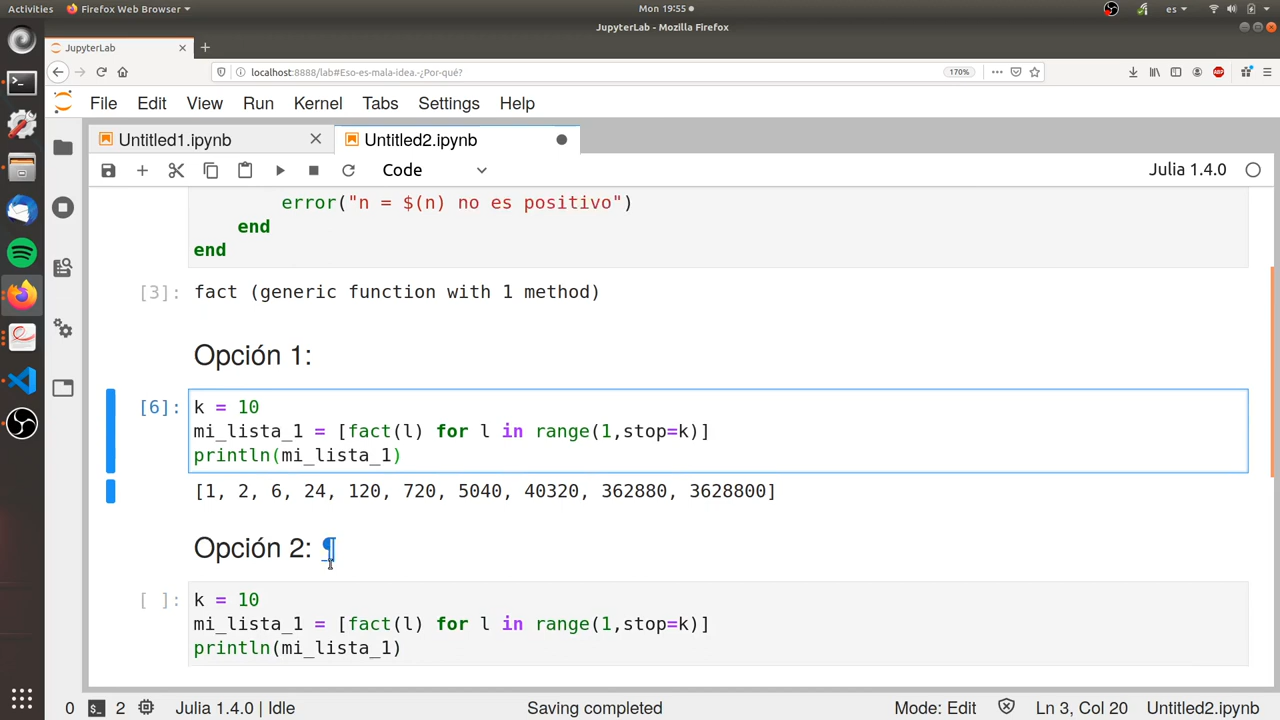 Activities Firefox Web Browser Mon 19:55 es
JupyterLab - Mozilla Firefox
JupyterLab
localhost:8888/lab#Eso-es-mala-idea.-¿Por-qué? 170%
File Edit View Run Kernel Tabs Settings Help
Untitled1.ipynb Untitled2.ipynb
Code Julia 1.4.0
error("n = $(n) no es positivo")
end
end
[3]: fact (generic function with 1 method)
Opción 1:
[6]: k = 10
mi_lista_1 = [fact(l) for l in range(1,stop=k)]
println(mi_lista_1)
[1, 2, 6, 24, 120, 720, 5040, 40320, 362880, 3628800]
Opción 2: ¶
[ ]: k = 10
mi_lista_1 = [fact(l) for l in range(1,stop=k)]
println(mi_lista_1)
0 2 Julia 1.4.0 | Idle Saving completed Mode: Edit Ln 3, Col 20 Untitled2.ipynb